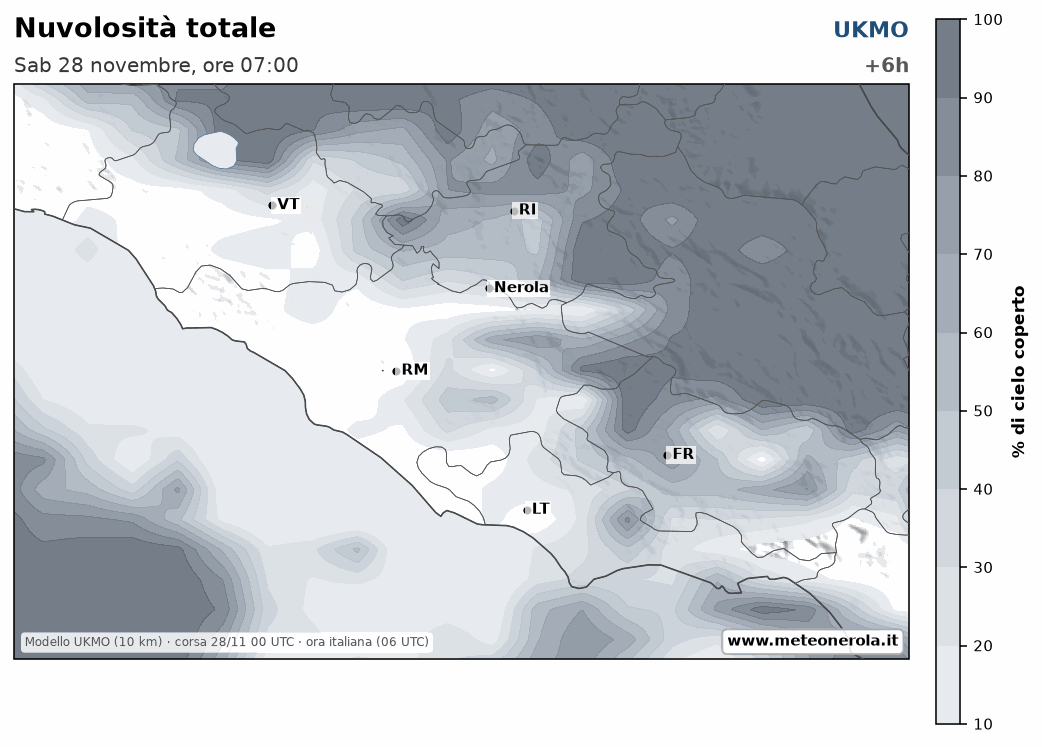 Nuvolosità totale
UKMO
Sab 28 novembre, ore 07:00
+6h
100
90
80
70
60
50
40
30
20
10
% di cielo coperto
VT
RI
Nerola
RM
FR
LT
Modello UKMO (10 km) · corsa 28/11 00 UTC · ora italiana (06 UTC)
www.meteonerola.it